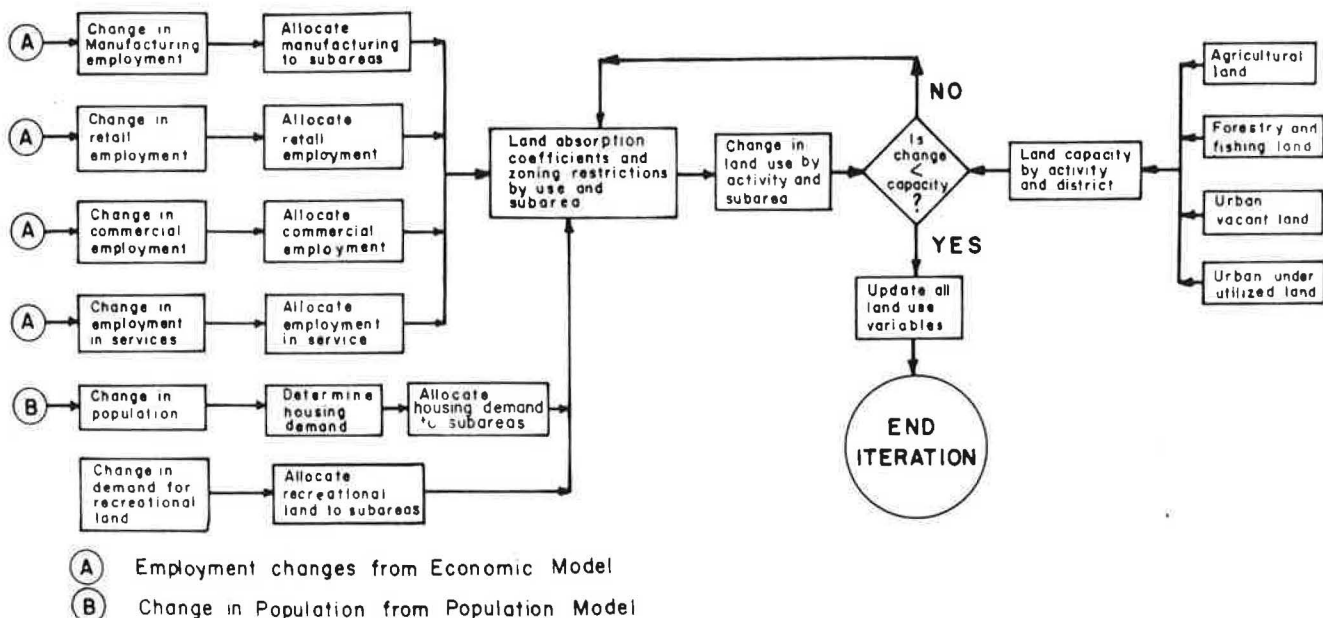 A
Change in
Manufacturing
employment
Allocate
manufacturing
to subareas
A
Change in
retail
employment
Allocate
retail
employment
A
Change in
commercial
employment
Allocate
commercial
employment
A
Change in
employment
in services
Allocate
employment
in service
B
Change in
population
Determine
housing
demand
Allocate
housing demand
to subareas
Change in
demand for
recreational
land
Allocate
recreational
land to subareas
Land absorption
coefficients and
zoning restrictions
by use and
subarea
Change in
land use by
activity and
subarea
NO
Is
change
<
capacity
?
YES
Update all
land use
variables
END
ITERATION
Land capacity
by activity
and district
Agricultural
land
Forestry and
fishing land
Urban
vacant land
Urban under
utilized land
A Employment changes from Economic Model
B Change in Population from Population Model